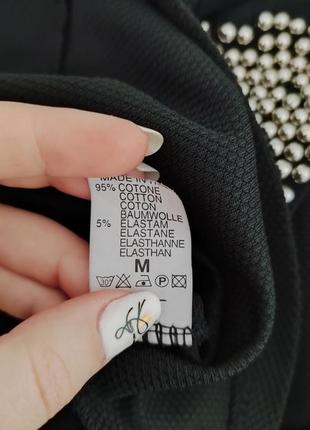 MADE IN
95% COTONE
COTTON
COTON
BAUMWOLLE
5% ELASTAM
ELASTANE
ELASTHANNE
ELASTHAN
M